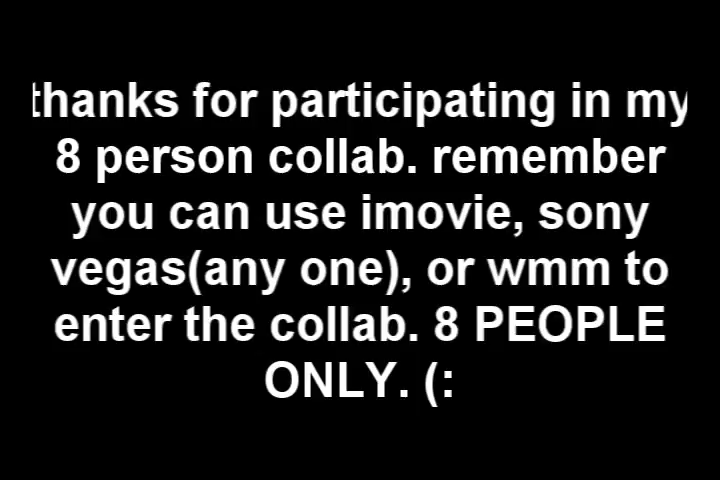 thanks for participating in my
8 person collab. remember
you can use imovie, sony
vegas(any one), or wmm to
enter the collab. 8 PEOPLE
ONLY. (: